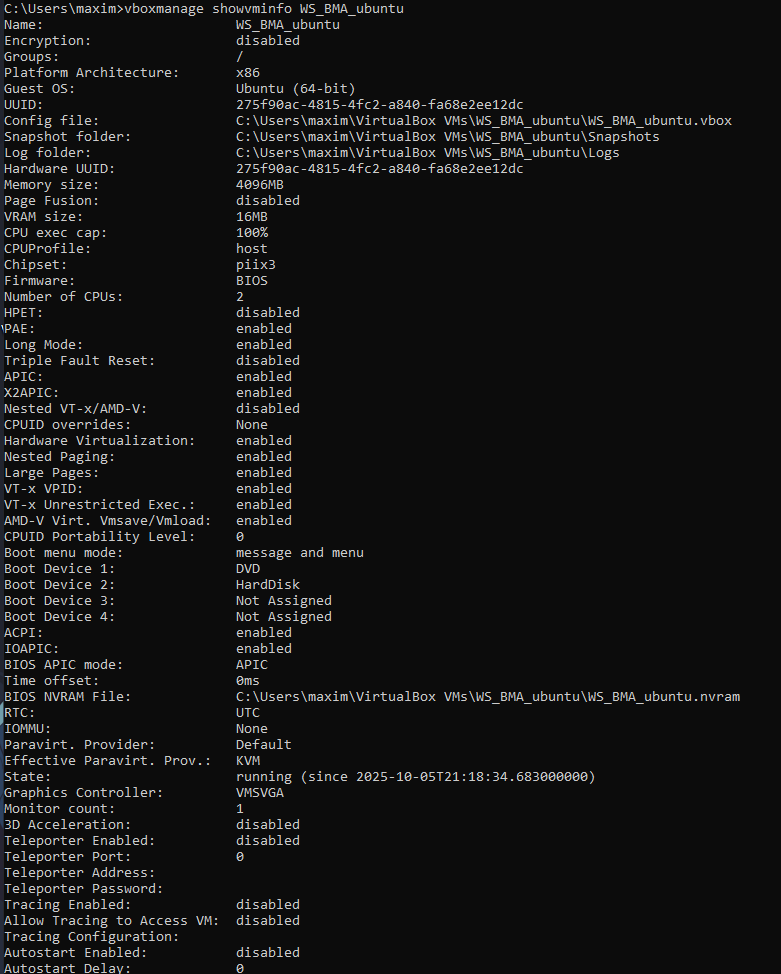 C:\Users\maxim>vboxmanage showvminfo WS_BMA_ubuntu
Name: WS_BMA_ubuntu
Encryption: disabled
Groups: /
Platform Architecture: x86
Guest OS: Ubuntu (64-bit)
UUID: 275f90ac-4815-4fc2-a840-fa68e2ee12dc
Config file: C:\Users\maxim\VirtualBox VMs\WS_BMA_ubuntu\WS_BMA_ubuntu.vbox
Snapshot folder: C:\Users\maxim\VirtualBox VMs\WS_BMA_ubuntu\Snapshots
Log folder: C:\Users\maxim\VirtualBox VMs\WS_BMA_ubuntu\Logs
Hardware UUID: 275f90ac-4815-4fc2-a840-fa68e2ee12dc
Memory size: 4096MB
Page Fusion: disabled
VRAM size: 16MB
CPU exec cap: 100%
CPUProfile: host
Chipset: piix3
Firmware: BIOS
Number of CPUs: 2
HPET: disabled
PAE: enabled
Long Mode: enabled
Triple Fault Reset: disabled
APIC: enabled
X2APIC: enabled
Nested VT-x/AMD-V: disabled
CPUID overrides: None
Hardware Virtualization: enabled
Nested Paging: enabled
Large Pages: enabled
VT-x VPID: enabled
VT-x Unrestricted Exec.: enabled
AMD-V Virt. Vmsave/Vmload: enabled
CPUID Portability Level: 0
Boot menu mode: message and menu
Boot Device 1: DVD
Boot Device 2: HardDisk
Boot Device 3: Not Assigned
Boot Device 4: Not Assigned
ACPI: enabled
IOAPIC: enabled
BIOS APIC mode: APIC
Time offset: 0ms
BIOS NVRAM File: C:\Users\maxim\VirtualBox VMs\WS_BMA_ubuntu\WS_BMA_ubuntu.nvram
RTC: UTC
IOMMU: None
Paravirt. Provider: Default
Effective Paravirt. Prov.: KVM
State: running (since 2025-10-05T21:18:34.683000000)
Graphics Controller: VMSVGA
Monitor count: 1
3D Acceleration: disabled
Teleporter Enabled: disabled
Teleporter Port: 0
Teleporter Address:
Teleporter Password:
Tracing Enabled: disabled
Allow Tracing to Access VM: disabled
Tracing Configuration:
Autostart Enabled: disabled
Autostart Delay: 0